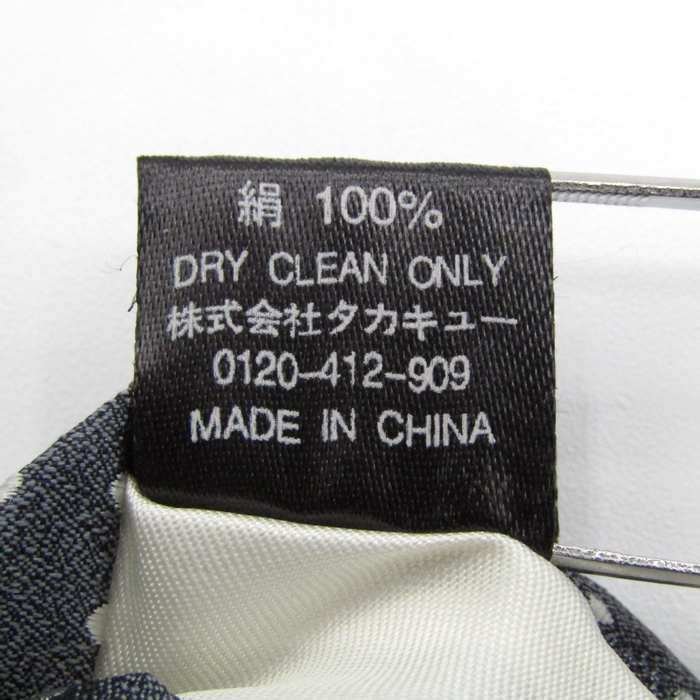 絹 100%
DRY CLEAN ONLY
株式会社タカキュー
0120-412-909
MADE IN CHINA